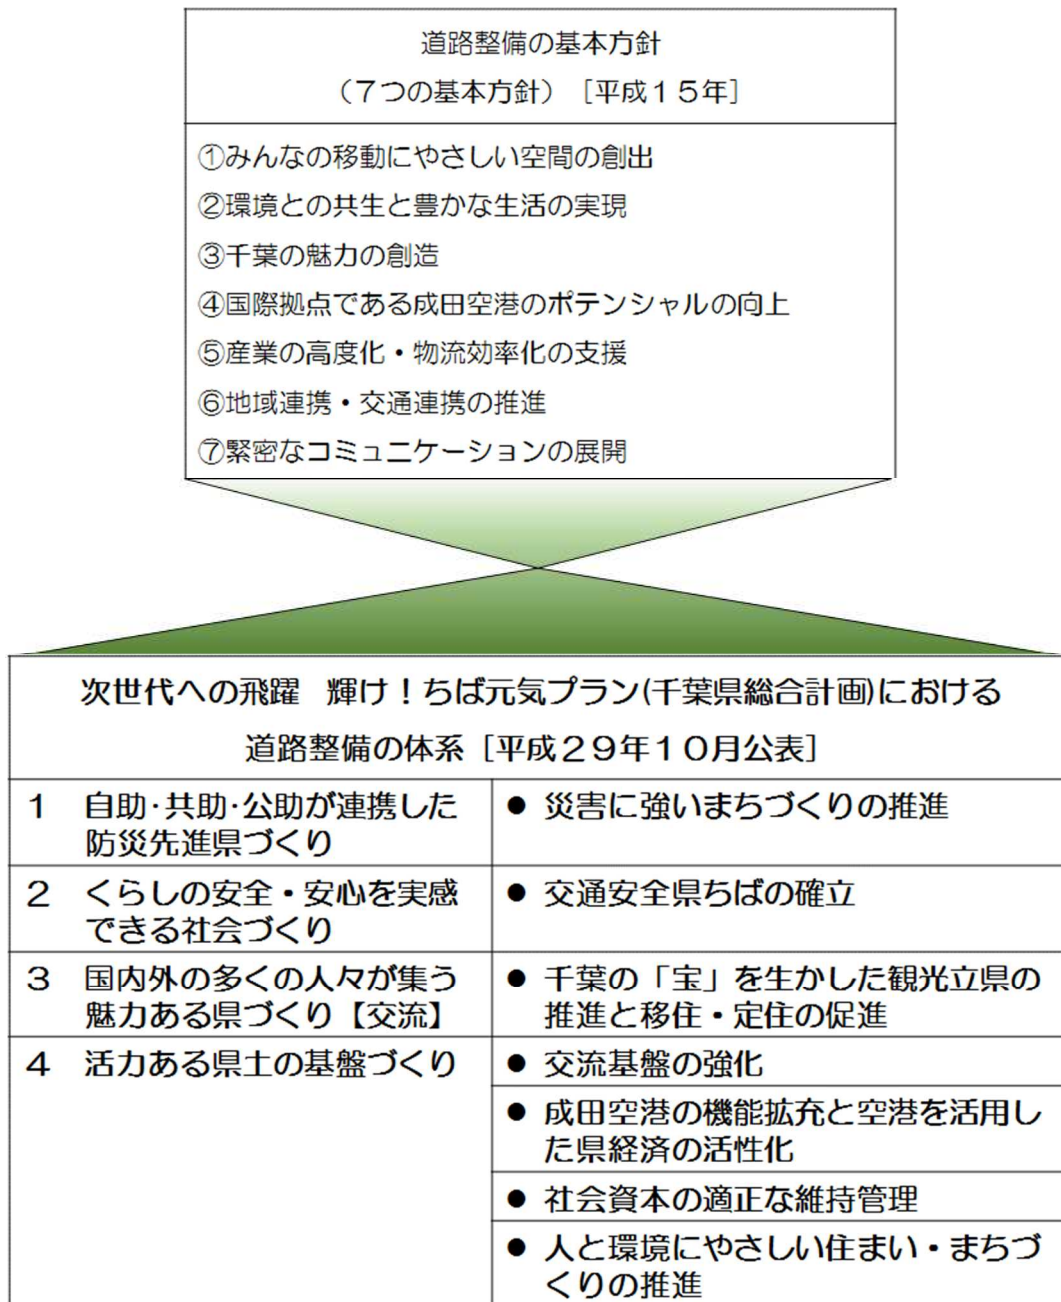 道路整備の基本方針
（７つの基本方針）［平成１５年］
①みんなの移動にやさしい空間の創出
②環境との共生と豊かな生活の実現
③千葉の魅力の創造
④国際拠点である成田空港のポテンシャルの向上
⑤産業の高度化・物流効率化の支援
⑥地域連携・交通連携の推進
⑦緊密なコミュニケーションの展開
次世代への飛躍　輝け！ちば元気プラン(千葉県総合計画)における
道路整備の体系［平成２９年１０月公表］
１　自助･共助･公助が連携した
防災先進県づくり
● 災害に強いまちづくりの推進
２　くらしの安全・安心を実感
できる社会づくり
● 交通安全県ちばの確立
３　国内外の多くの人々が集う
魅力ある県づくり【交流】
● 千葉の「宝」を生かした観光立県の
推進と移住・定住の促進
４　活力ある県土の基盤づくり
● 交流基盤の強化
● 成田空港の機能拡充と空港を活用し
た県経済の活性化
● 社会資本の適正な維持管理
● 人と環境にやさしい住まい・まちづ
くりの推進